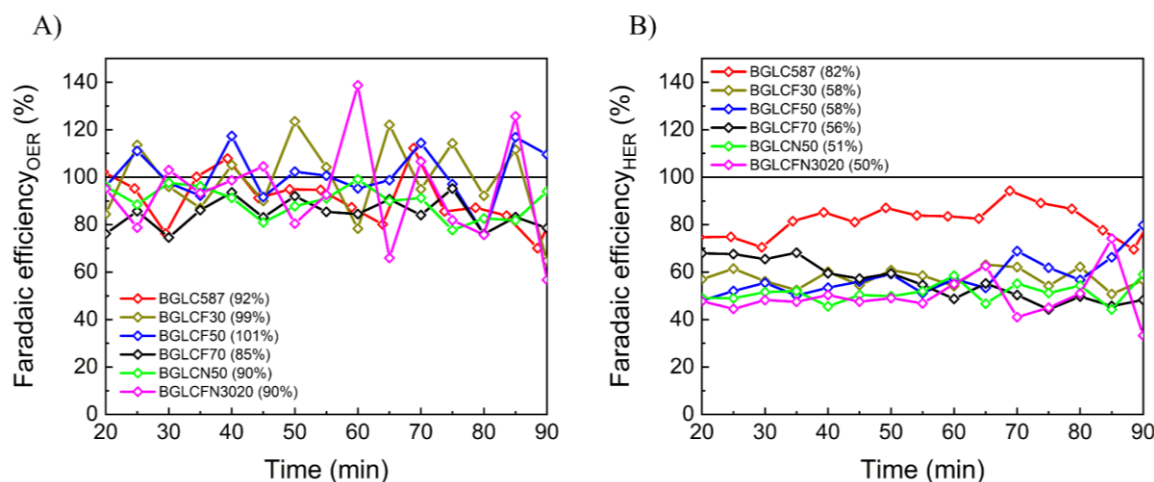 A)
Faradaic efficiency_OER (%)
140
120
100
80
60
40
20
0
BGLC587 (92%)
BGLCF30 (99%)
BGLCF50 (101%)
BGLCF70 (85%)
BGLCN50 (90%)
BGLCFN3020 (90%)
20 30 40 50 60 70 80 90
Time (min)
B)
Faradaic efficiency_HER (%)
140
120
100
80
60
40
20
0
BGLC587 (82%)
BGLCF30 (58%)
BGLCF50 (58%)
BGLCF70 (56%)
BGLCN50 (51%)
BGLCFN3020 (50%)
20 30 40 50 60 70 80 90
Time (min)